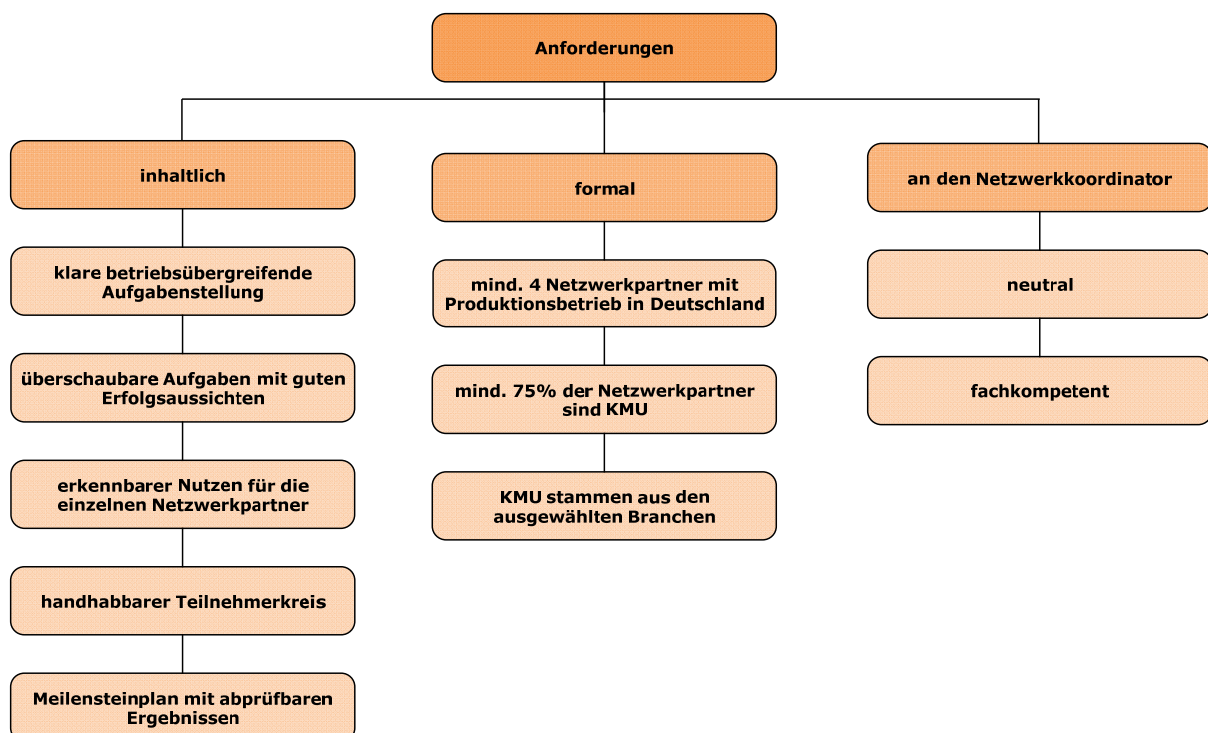 Anforderungen
inhaltlich
klare betriebsübergreifende
Aufgabenstellung
überschaubare Aufgaben mit guten
Erfolgsaussichten
erkennbarer Nutzen für die
einzelnen Netzwerkpartner
handhabbarer Teilnehmerkreis
Meilensteinplan mit abprüfbaren
Ergebnissen
formal
mind. 4 Netzwerkpartner mit
Produktionsbetrieb in Deutschland
mind. 75% der Netzwerkpartner
sind KMU
KMU stammen aus den
ausgewählten Branchen
an den Netzwerkkoordinator
neutral
fachkompetent